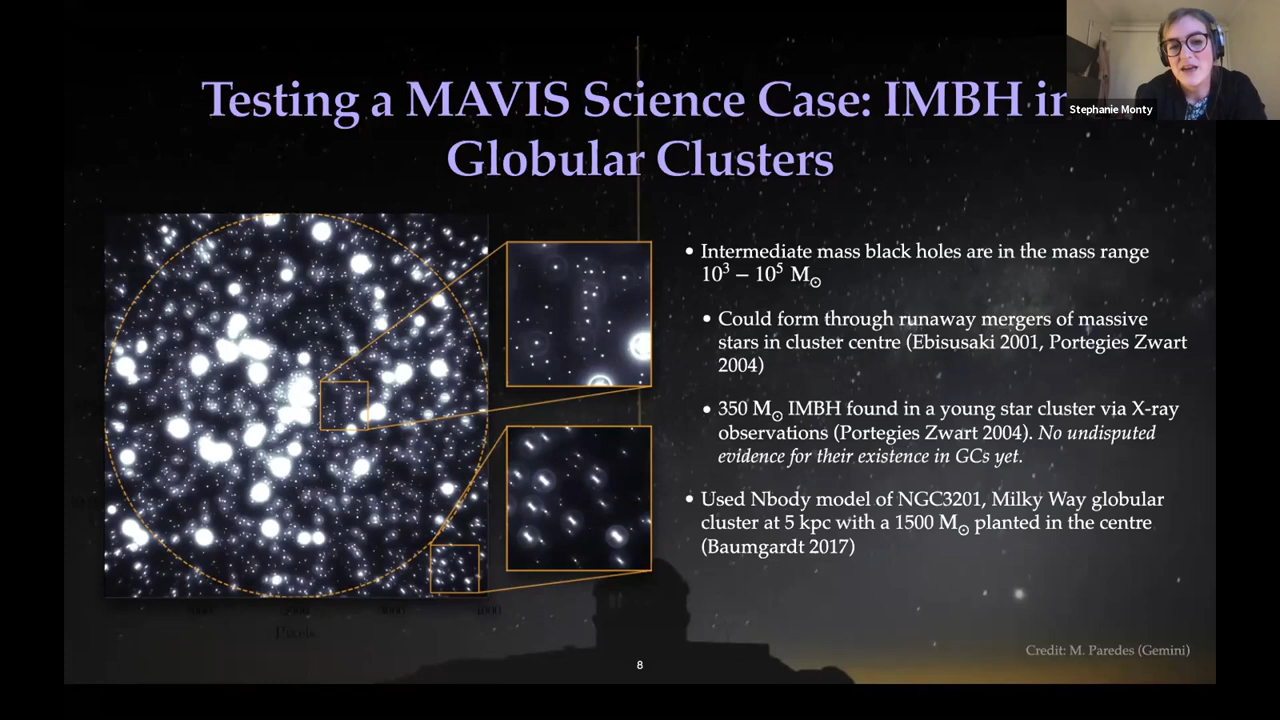 Testing a MAVIS Science Case: IMBH in
Globular Clusters
Stephanie Monty
• Intermediate mass black holes are in the mass range
10³ – 10⁵ M☉
• Could form through runaway mergers of massive
stars in cluster centre (Ebisusaki 2001, Portegies Zwart
2004)
• 350 M☉ IMBH found in a young star cluster via X-ray
observations (Portegies Zwart 2004). No undisputed
evidence for their existence in GCs yet.
• Used Nbody model of NGC3201, Milky Way globular
cluster at 5 kpc with a 1500 M☉ planted in the centre
(Baumgardt 2017)
Pixels
Credit: M. Paredes (Gemini)
8